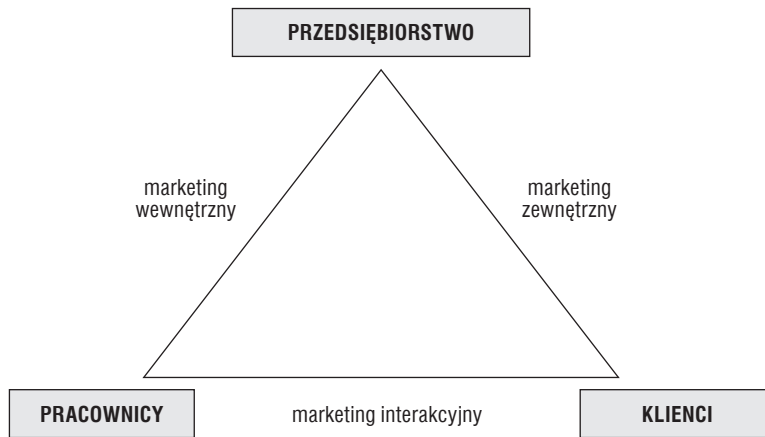 PRZEDSIĘBIORSTWO
marketing
wewnętrzny
marketing
zewnętrzny
PRACOWNICY
marketing interakcyjny
KLIENCI